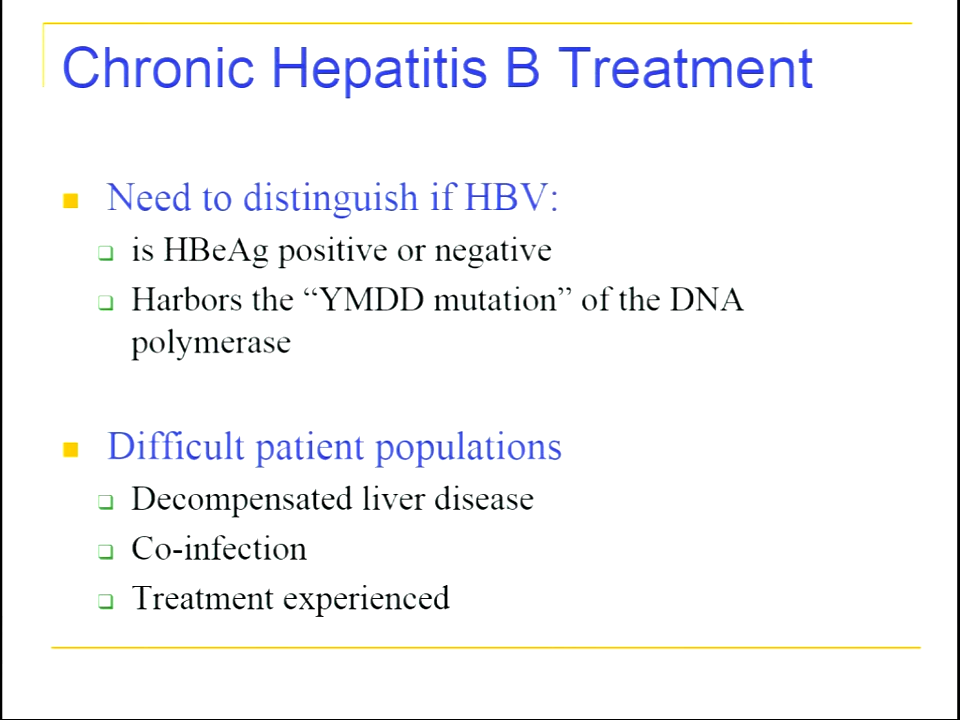 Chronic Hepatitis B Treatment
Need to distinguish if HBV:
is HBeAg positive or negative
Harbors the “YMDD mutation” of the DNA
polymerase
Difficult patient populations
Decompensated liver disease
Co-infection
Treatment experienced